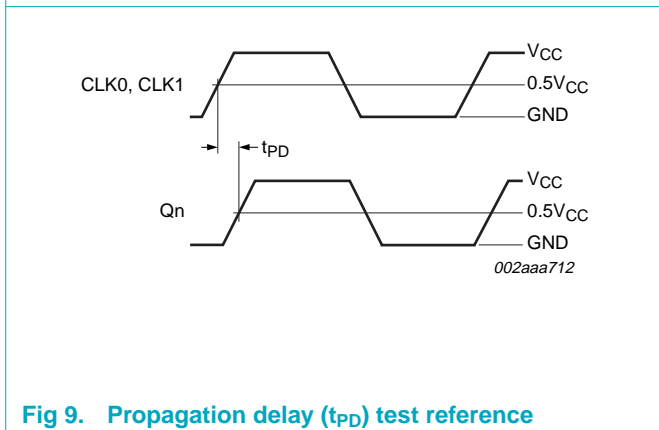 CLK0, CLK1
VCC
0.5VCC
GND
tPD
Qn
VCC
0.5VCC
GND
002aaa712
Fig 9. Propagation delay (tPD) test reference